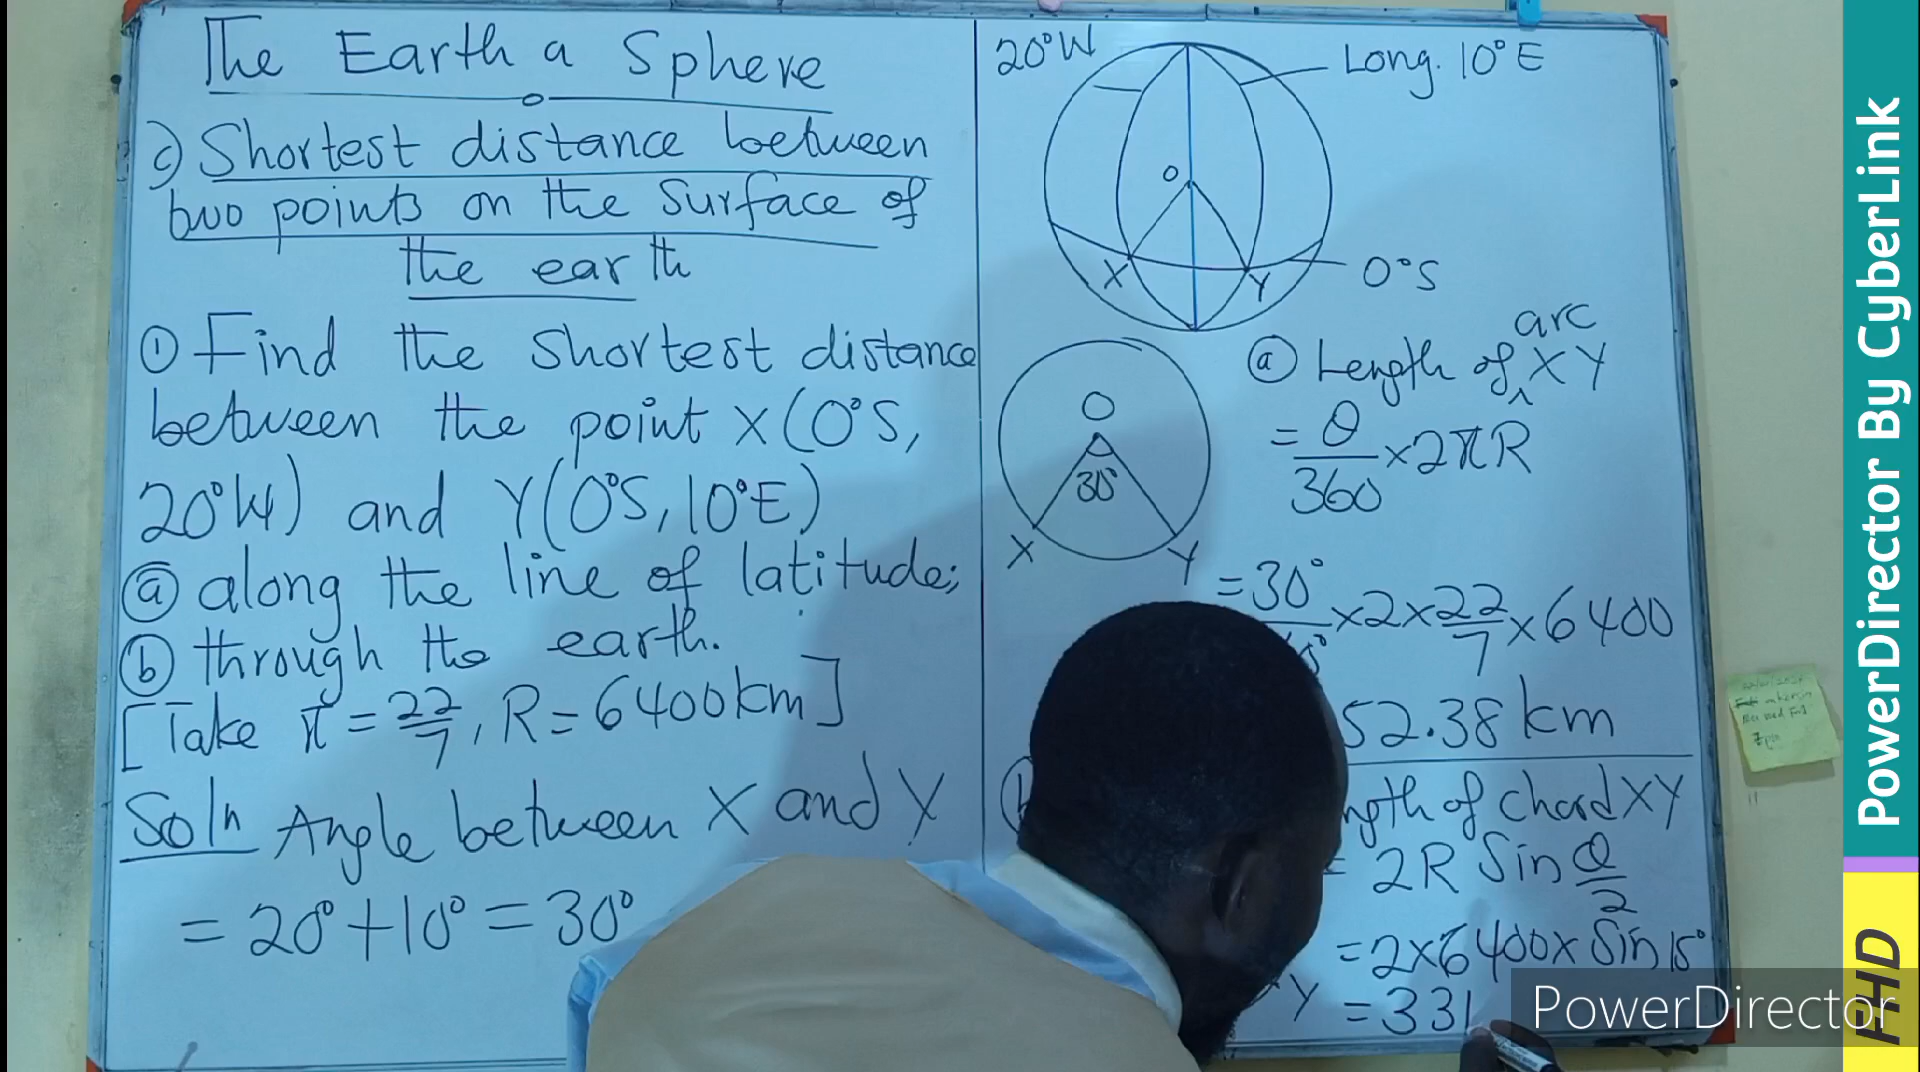 The Earth a Sphere
c) Shortest distance between
two points on the surface of
the earth
① Find the shortest distance
between the point X(0°S,
20°W) and Y(0°S, 10°E)
ⓐ along the line of latitude;
ⓑ through the earth.
[Take π = 22/7, R = 6400km]
Soln Angle between X and Y
= 20° + 10° = 30°
20°W
Long. 10°E
O
X
Y
0°S
O
30°
X
Y
ⓐ Length of arc XY
= θ/360 × 2πR
= 30°/ × 2 × 22/7 × 6400
52.38 km
ngth of chord XY
= 2R Sin θ/2
= 2×6400× Sin 15°
Y = 331
PowerDirector
PowerDirector By CyberLink
FHD